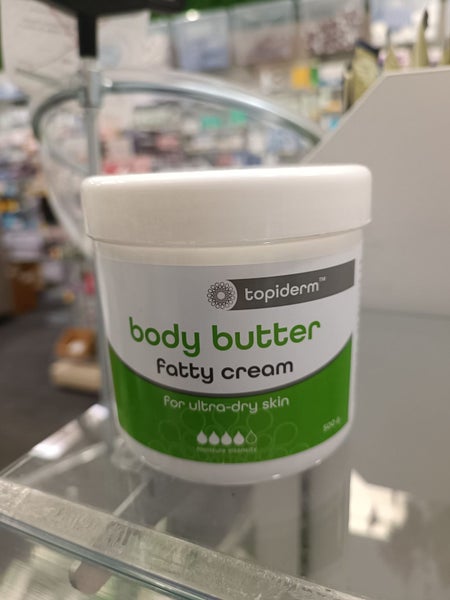 topiderm™
body butter
fatty cream
for ultra-dry skin
moisture intensity
500 g